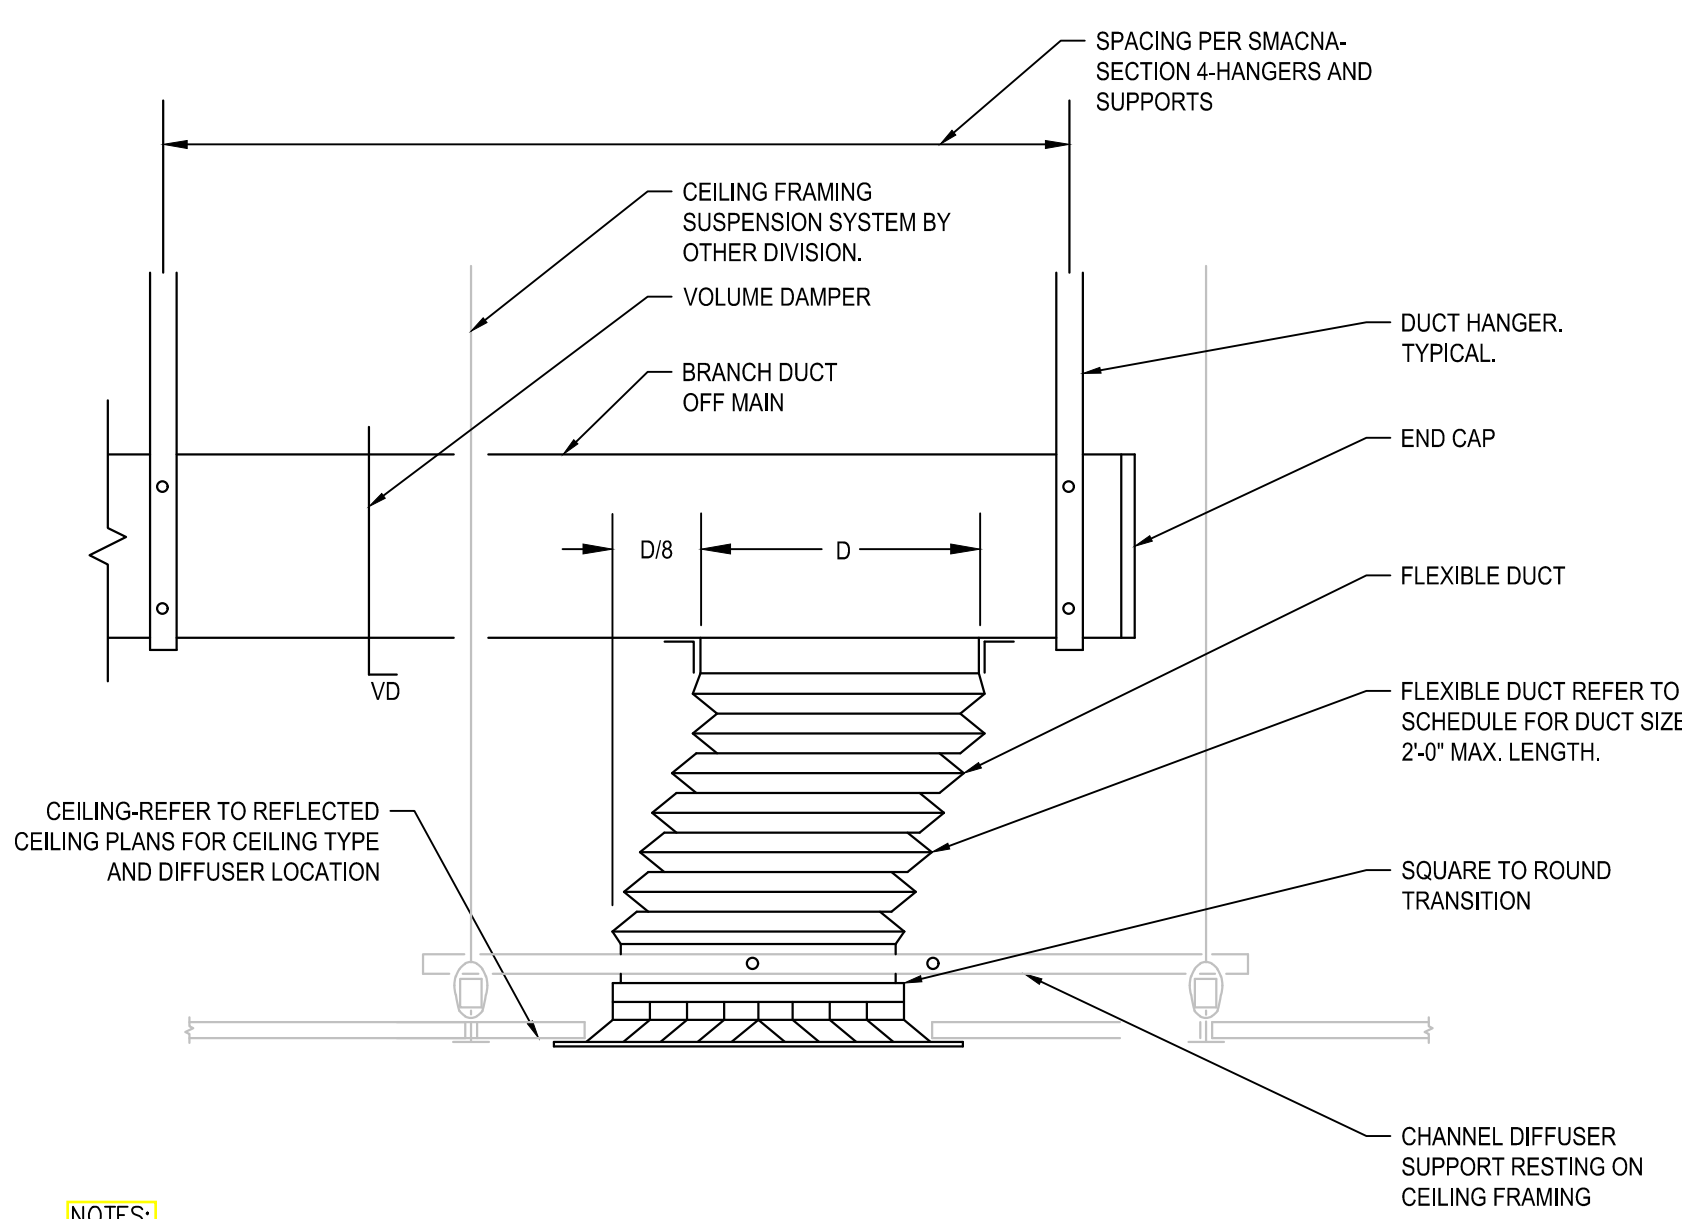 SPACING PER SMACNA-
SECTION 4-HANGERS AND
SUPPORTS
CEILING FRAMING
SUSPENSION SYSTEM BY
OTHER DIVISION.
VOLUME DAMPER
BRANCH DUCT
OFF MAIN
DUCT HANGER.
TYPICAL.
END CAP
D/8
D
FLEXIBLE DUCT
VD
FLEXIBLE DUCT REFER TO
SCHEDULE FOR DUCT SIZE
2'-0" MAX. LENGTH.
CEILING-REFER TO REFLECTED
CEILING PLANS FOR CEILING TYPE
AND DIFFUSER LOCATION
SQUARE TO ROUND
TRANSITION
CHANNEL DIFFUSER
SUPPORT RESTING ON
CEILING FRAMING
NOTES: